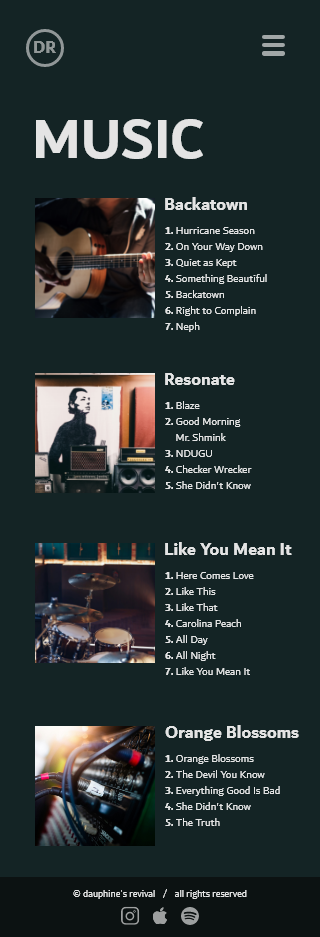 DR
MUSIC
Backatown
1. Hurricane Season
2. On Your Way Down
3. Quiet as Kept
4. Something Beautiful
5. Backatown
6. Right to Complain
7. Neph
Resonate
1. Blaze
2. Good Morning
Mr. Shmink
3. NDUGU
4. Checker Wrecker
5. She Didn't Know
Like You Mean It
1. Here Comes Love
2. Like This
3. Like That
4. Carolina Peach
5. All Day
6. All Night
7. Like You Mean It
Orange Blossoms
1. Orange Blossoms
2. The Devil You Know
3. Everything Good Is Bad
4. She Didn't Know
5. The Truth
© dauphine's revival / all rights reserved